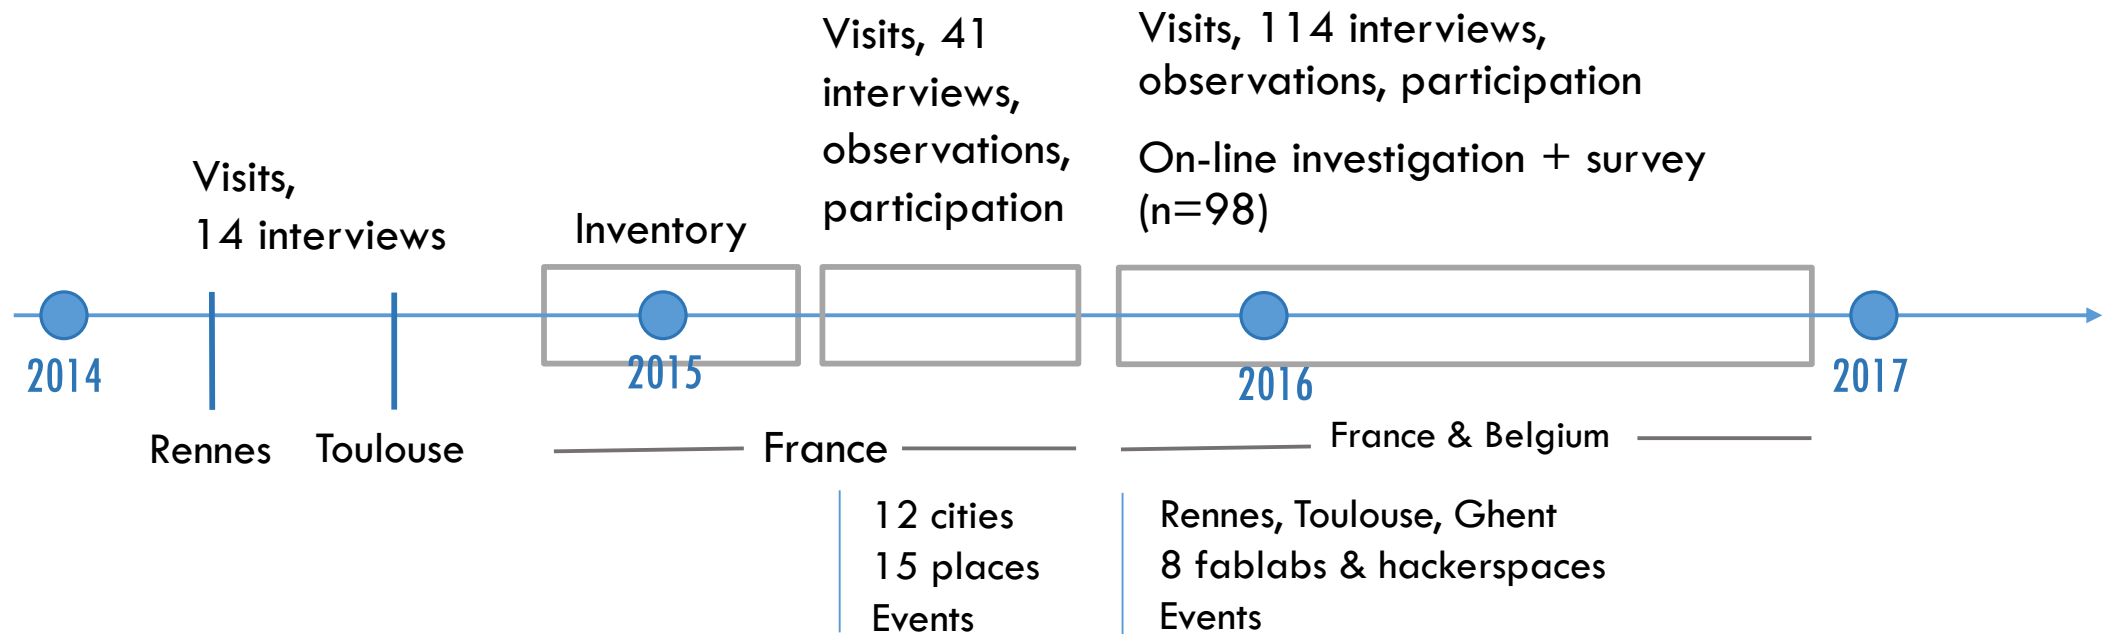 Visits,
14 interviews
Inventory
Visits, 41
interviews,
observations,
participation
Visits, 114 interviews,
observations, participation
On-line investigation + survey
(n=98)
2014
2015
2016
2017
Rennes
Toulouse
France
France & Belgium
12 cities
15 places
Events
Rennes, Toulouse, Ghent
8 fablabs & hackerspaces
Events